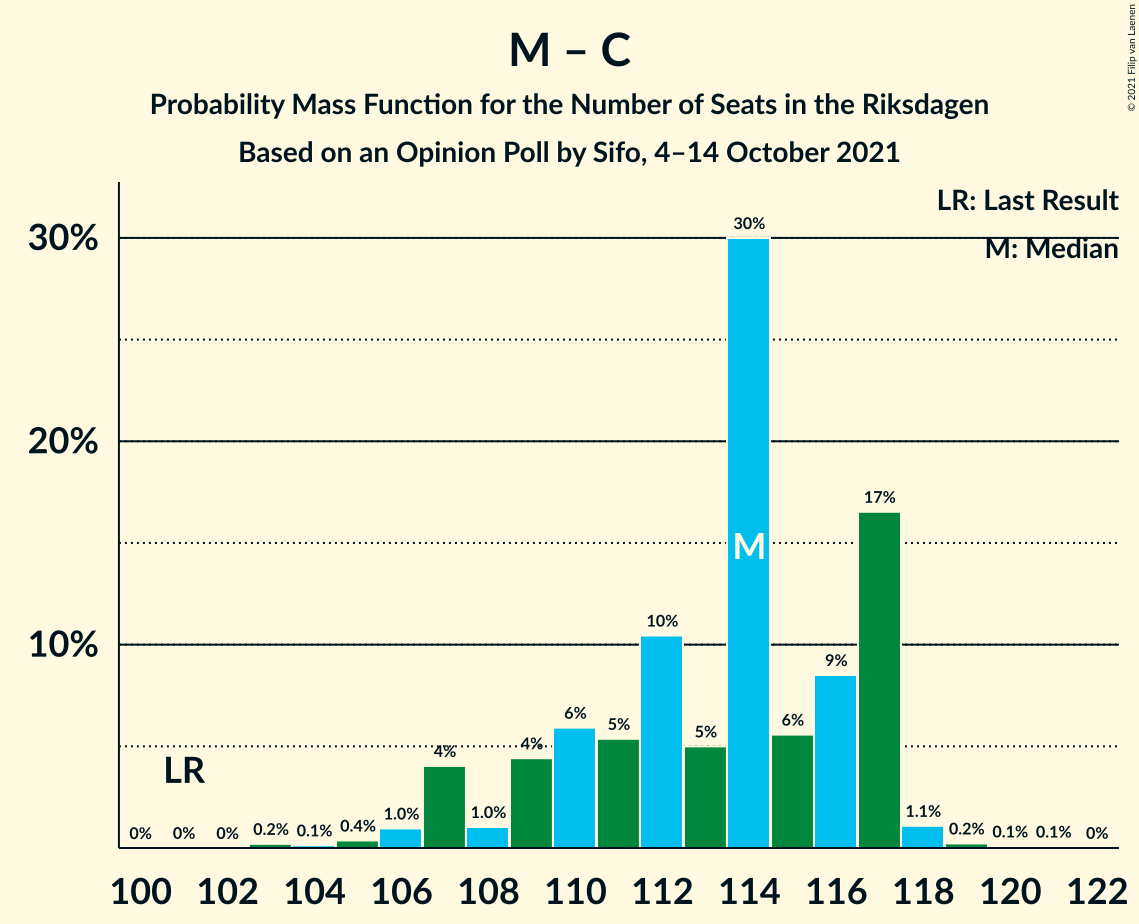 M – C
Probability Mass Function for the Number of Seats in the Riksdagen
Based on an Opinion Poll by Sifo, 4–14 October 2021
© 2021 Filip van Laenen
LR: Last Result
M: Median
30%
20%
10%
LR
M
0%
0%
0%
0.2%
0.1%
0.4%
1.0%
4%
1.0%
4%
6%
5%
10%
5%
30%
6%
9%
17%
1.1%
0.2%
0.1%
0.1%
0%
100 102 104 106 108 110 112 114 116 118 120 122